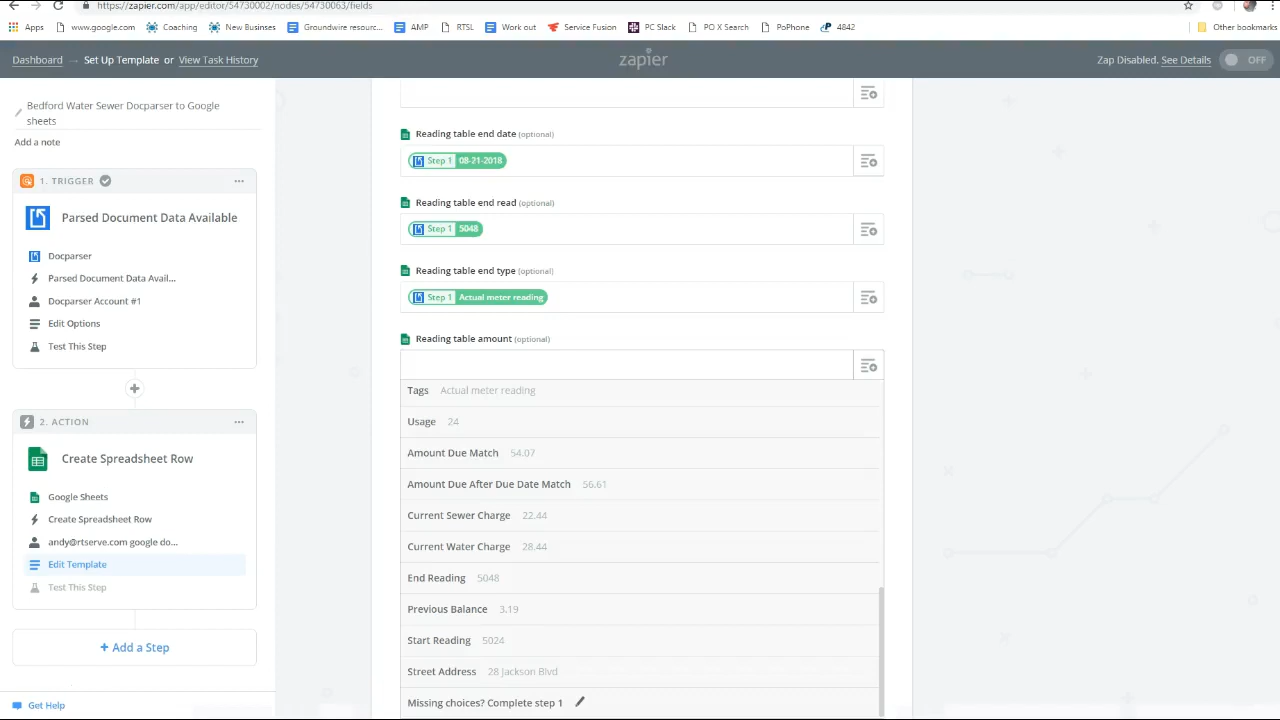 https://zapier.com/app/editor/54730002/nodes/54730063/fields
Apps www.google.com Coaching New Businses Groundwire resourc... AMP RTSL Work out Service Fusion PC Slack PO X Search PoPhone 4842 Other bookmarks
Dashboard → Set Up Template or View Task History zapier Zap Disabled. See Details OFF
Bedford Water Sewer Docparser to Google
sheets
Add a note
1. TRIGGER
Parsed Document Data Available
Docparser
Parsed Document Data Avail...
Docparser Account #1
Edit Options
Test This Step
2. ACTION
Create Spreadsheet Row
Google Sheets
Create Spreadsheet Row
andy@rtserve.com google do...
Edit Template
Test This Step
+ Add a Step
Get Help
Reading table end date (optional)
Step 1 08-21-2018
Reading table end read (optional)
Step 1 5048
Reading table end type (optional)
Step 1 Actual meter reading
Reading table amount (optional)
Tags Actual meter reading
Usage 24
Amount Due Match 54.07
Amount Due After Due Date Match 56.61
Current Sewer Charge 22.44
Current Water Charge 28.44
End Reading 5048
Previous Balance 3.19
Start Reading 5024
Street Address 28 Jackson Blvd
Missing choices? Complete step 1